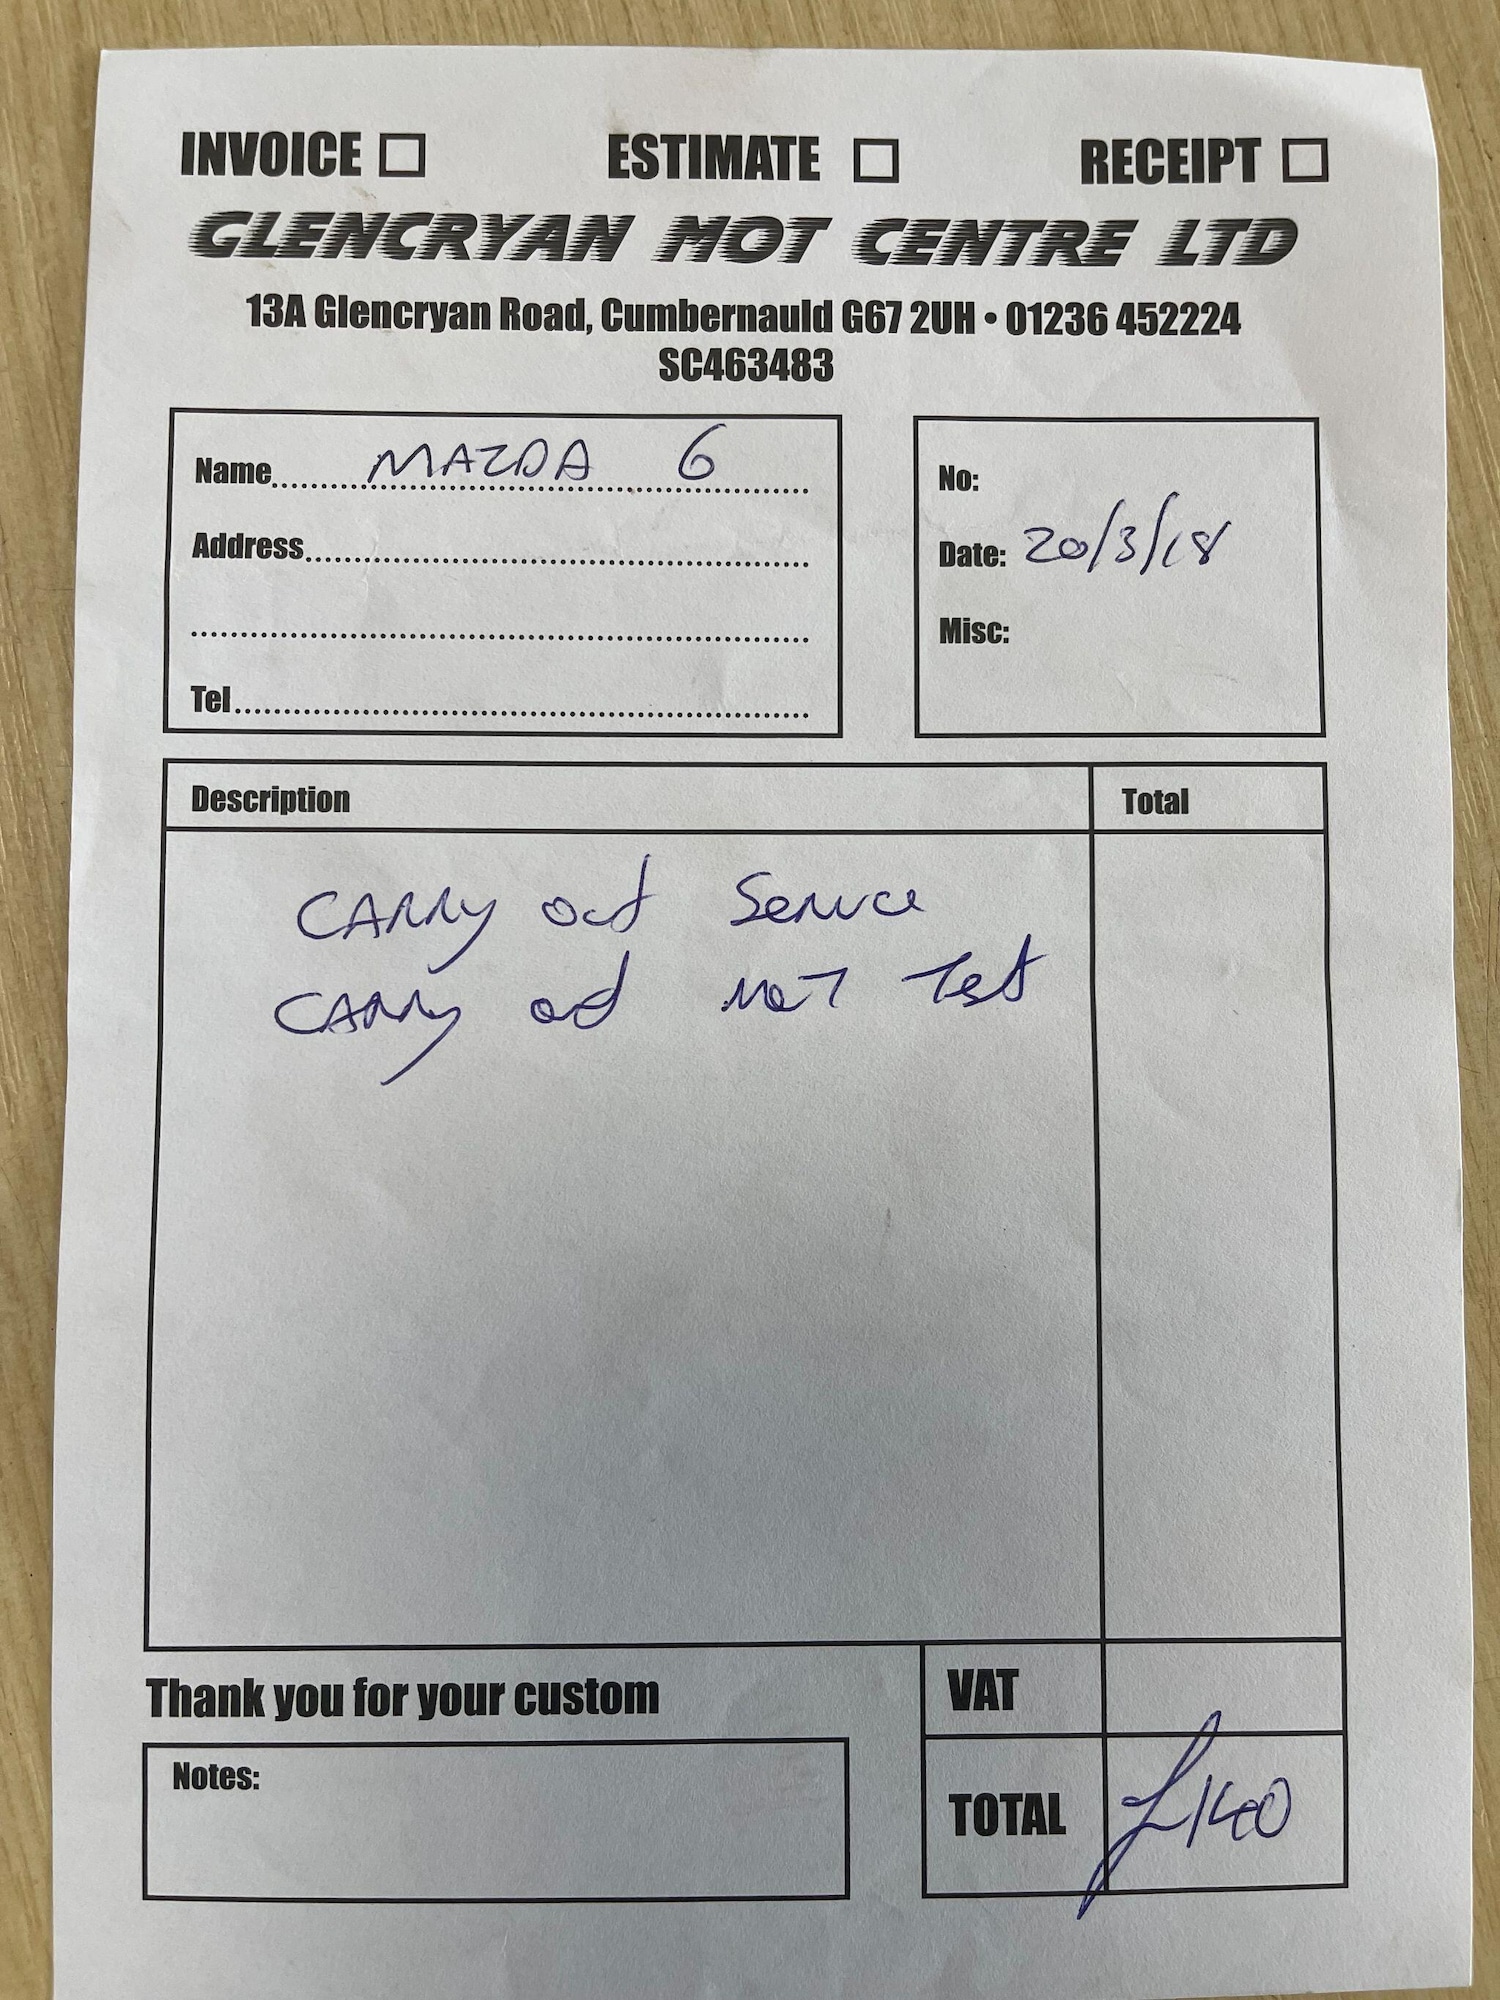 INVOICE ESTIMATE RECEIPT
GLENCRYAN MOT CENTRE LTD
13A Glencryan Road, Cumbernauld G67 2UH • 01236 452224
SC463483
Name MAZDA 6
Address
Tel
No:
Date: 20/3/18
Misc:
Description Total
CARRY out Service
CARRY out MOT Test
Thank you for your custom
Notes:
VAT
TOTAL £140